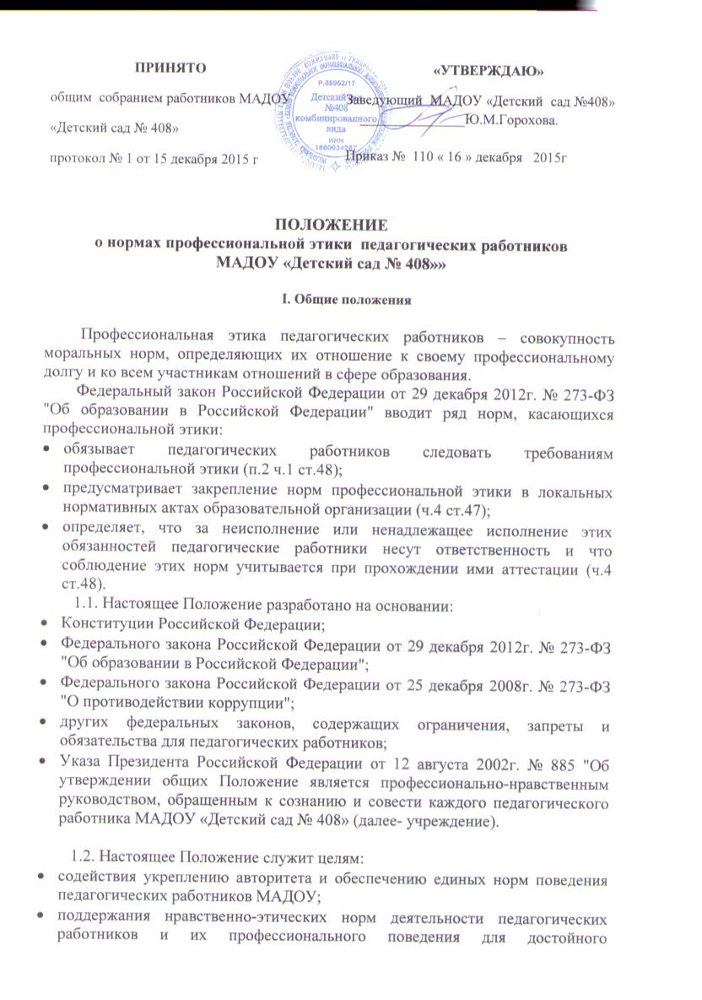 ПРИНЯТО
общим собранием работников МАДОУ
«Детский сад № 408»
протокол № 1 от 15 декабря 2015 г
Р.88962/17
Детский
№408
комбинированного
вида
ИНН
«УТВЕРЖДАЮ»
Заведующий МАДОУ «Детский сад №408»
Ю.М.Горохова.
Приказ № 110 « 16 » декабря 2015г
ПОЛОЖЕНИЕ
о нормах профессиональной этики педагогических работников
МАДОУ «Детский сад № 408»»
I. Общие положения
Профессиональная этика педагогических работников – совокупность
моральных норм, определяющих их отношение к своему профессиональному
долгу и ко всем участникам отношений в сфере образования.
Федеральный закон Российской Федерации от 29 декабря 2012г. № 273-ФЗ
"Об образовании в Российской Федерации" вводит ряд норм, касающихся
профессиональной этики:
• обязывает педагогических работников следовать требованиям
профессиональной этики (п.2 ч.1 ст.48);
• предусматривает закрепление норм профессиональной этики в локальных
нормативных актах образовательной организации (ч.4 ст.47);
• определяет, что за неисполнение или ненадлежащее исполнение этих
обязанностей педагогические работники несут ответственность и что
соблюдение этих норм учитывается при прохождении ими аттестации (ч.4
ст.48).
1.1. Настоящее Положение разработано на основании:
• Конституции Российской Федерации;
• Федерального закона Российской Федерации от 29 декабря 2012г. № 273-ФЗ
"Об образовании в Российской Федерации";
• Федерального закона Российской Федерации от 25 декабря 2008г. № 273-ФЗ
"О противодействии коррупции";
• других федеральных законов, содержащих ограничения, запреты и
обязательства для педагогических работников;
• Указа Президента Российской Федерации от 12 августа 2002г. № 885 "Об
утверждении общих Положение является профессионально-нравственным
руководством, обращенным к сознанию и совести каждого педагогического
работника МАДОУ «Детский сад № 408» (далее- учреждение).
1.2. Настоящее Положение служит целям:
• содействия укреплению авторитета и обеспечению единых норм поведения
педагогических работников МАДОУ;
• поддержания нравственно-этических норм деятельности педагогических
работников и их профессионального поведения для достойного